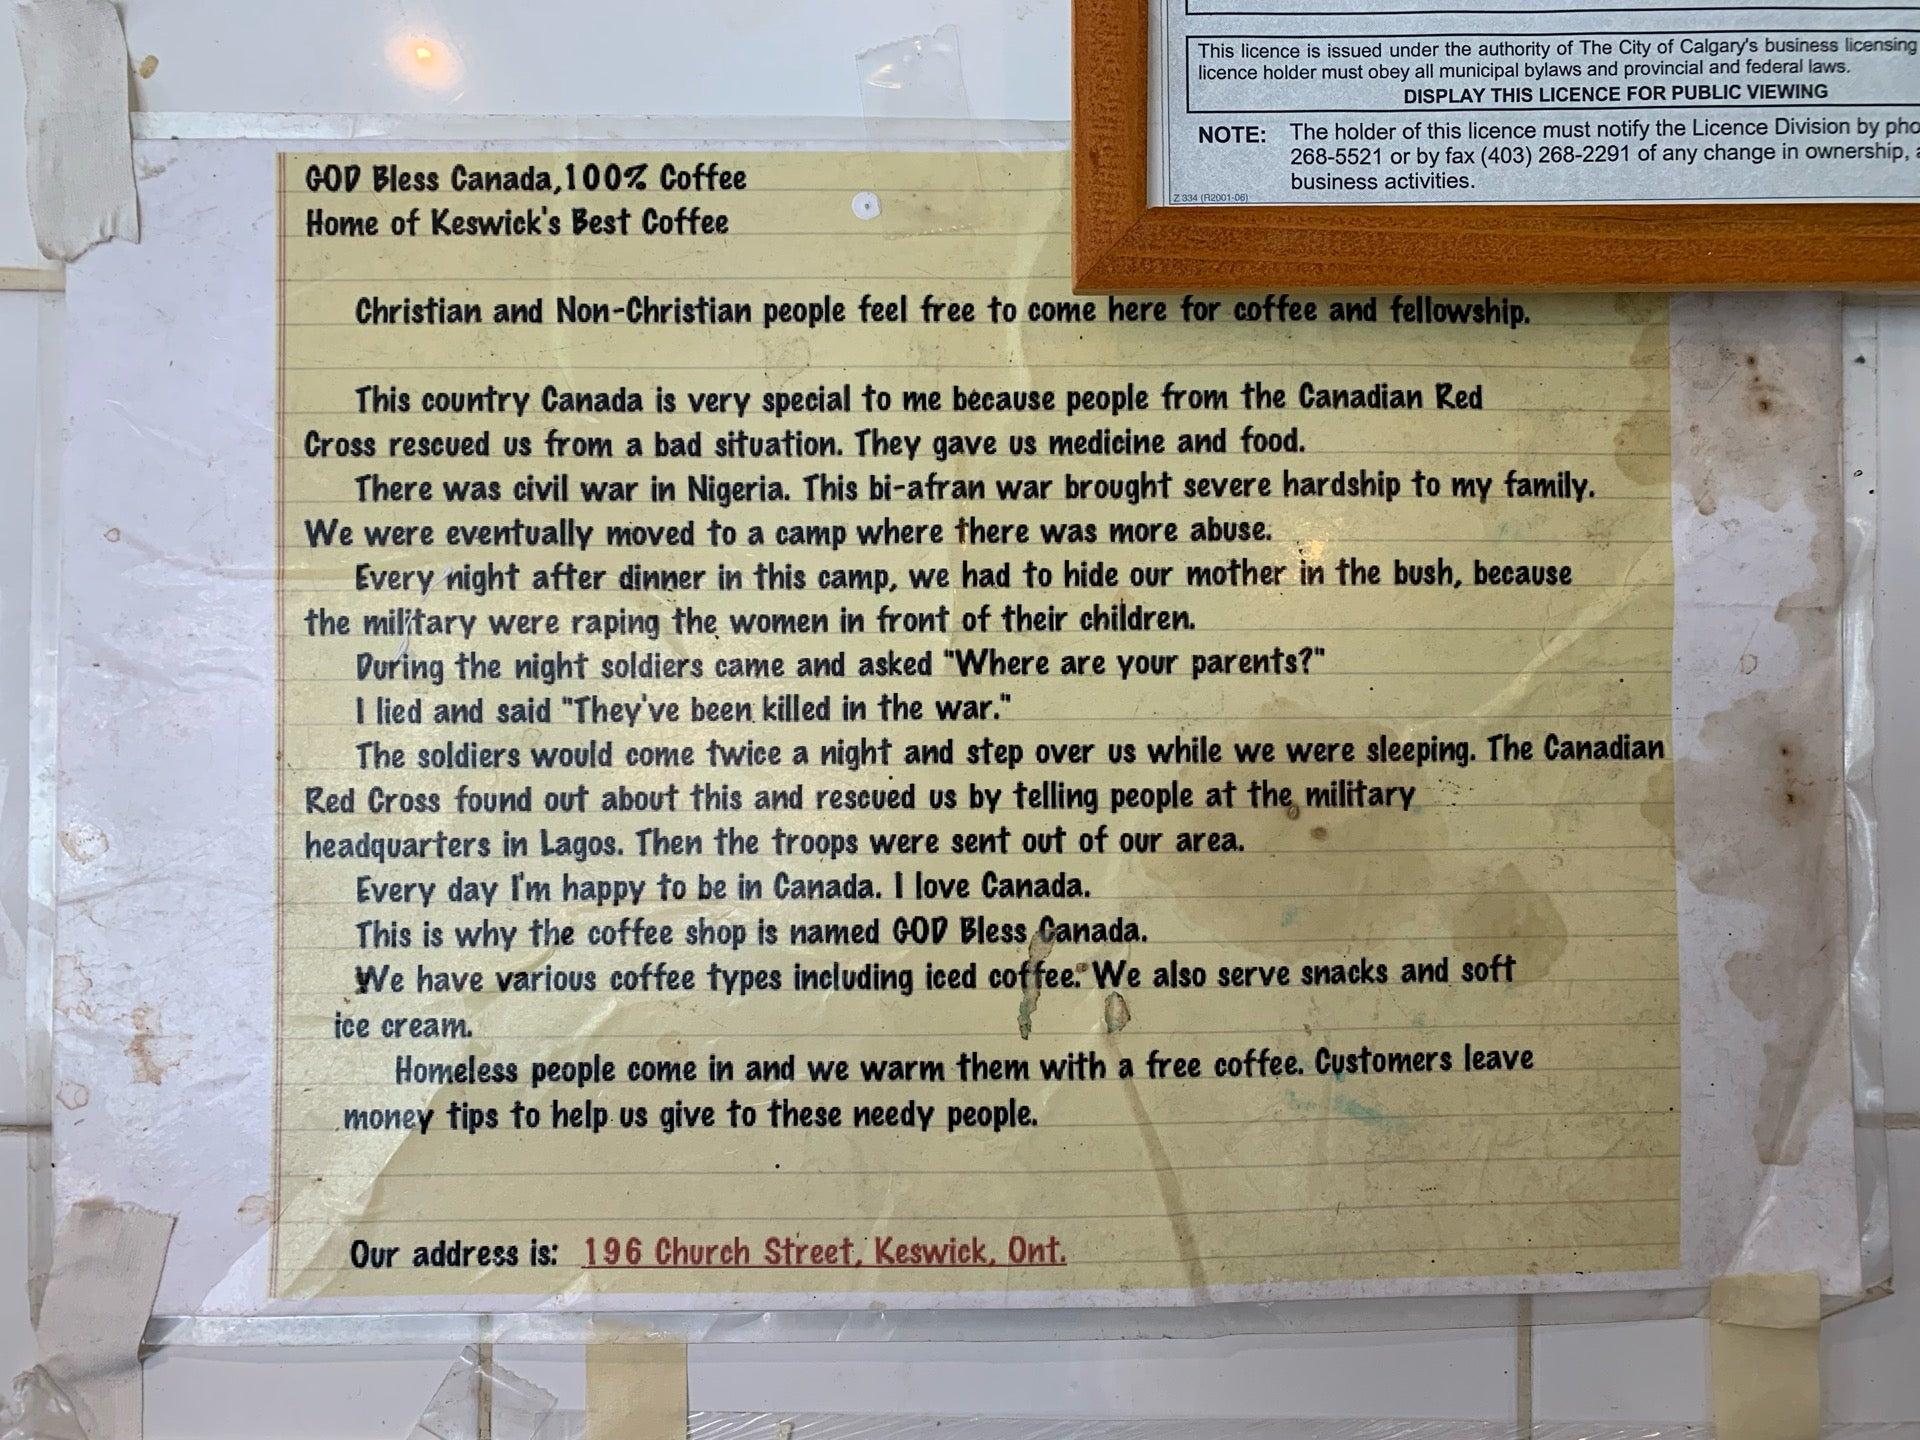 This licence is issued under the authority of The City of Calgary's business licensing
licence holder must obey all municipal bylaws and provincial and federal laws.
DISPLAY THIS LICENCE FOR PUBLIC VIEWING
NOTE: The holder of this licence must notify the Licence Division by
268-5521 or by fax (403) 268-2291 of any change in ownership,
business activities.
Z 334 (R2001-06)
GOD Bless Canada,100% Coffee
Home of Keswick's Best Coffee
Christian and Non-Christian people feel free to come here for coffee and fellowship.
This country Canada is very special to me because people from the Canadian Red
Cross rescued us from a bad situation. They gave us medicine and food.
There was civil war in Nigeria. This bi-afran war brought severe hardship to my family.
We were eventually moved to a camp where there was more abuse.
Every night after dinner in this camp, we had to hide our mother in the bush, because
the military were raping the women in front of their children.
During the night soldiers came and asked "Where are your parents?"
I lied and said "They've been killed in the war."
The soldiers would come twice a night and step over us while we were sleeping. The Canadian
Red Cross found out about this and rescued us by telling people at the military
headquarters in Lagos. Then the troops were sent out of our area.
Every day I'm happy to be in Canada. I love Canada.
This is why the coffee shop is named GOD Bless Canada.
We have various coffee types including iced coffee. We also serve snacks and soft
ice cream.
Homeless people come in and we warm them with a free coffee. Customers leave
money tips to help us give to these needy people.
Our address is: 196 Church Street, Keswick, Ont.